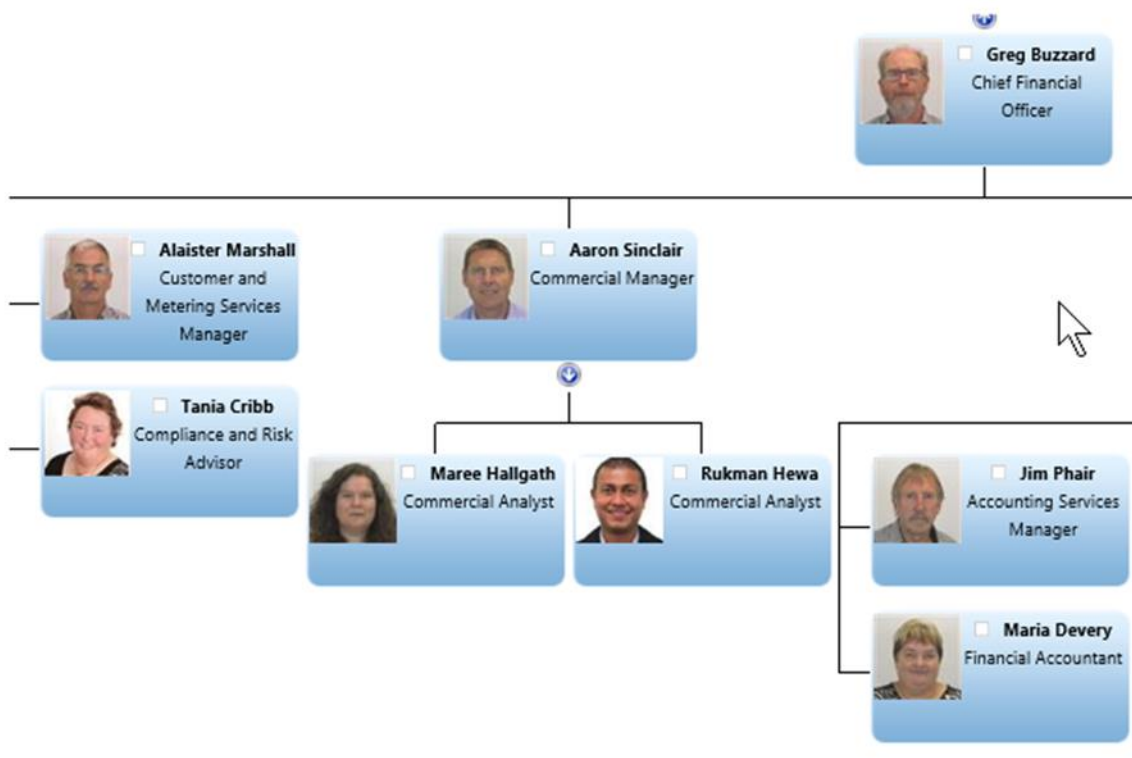 Greg Buzzard
Chief Financial
Officer
Alaister Marshall
Customer and
Metering Services
Manager
Aaron Sinclair
Commercial Manager
Tania Cribb
Compliance and Risk
Advisor
Maree Hallgath
Commercial Analyst
Rukman Hewa
Commercial Analyst
Jim Phair
Accounting Services
Manager
Maria Devery
Financial Accountant